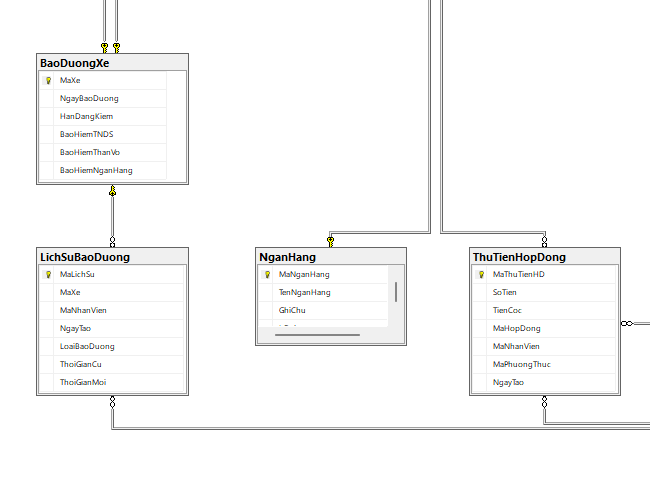 BaoDuongXe
MaXe
NgayBaoDuong
HanDangKiem
BaoHiemTNDS
BaoHiemThanVo
BaoHiemNganHang
LichSuBaoDuong
MaLichSu
MaXe
MaNhanVien
NgayTao
LoaiBaoDuong
ThoiGianCu
ThoiGianMoi
NganHang
MaNganHang
TenNganHang
GhiChu
ThuTienHopDong
MaThuTienHD
SoTien
TienCoc
MaHopDong
MaNhanVien
MaPhuongThuc
NgayTao